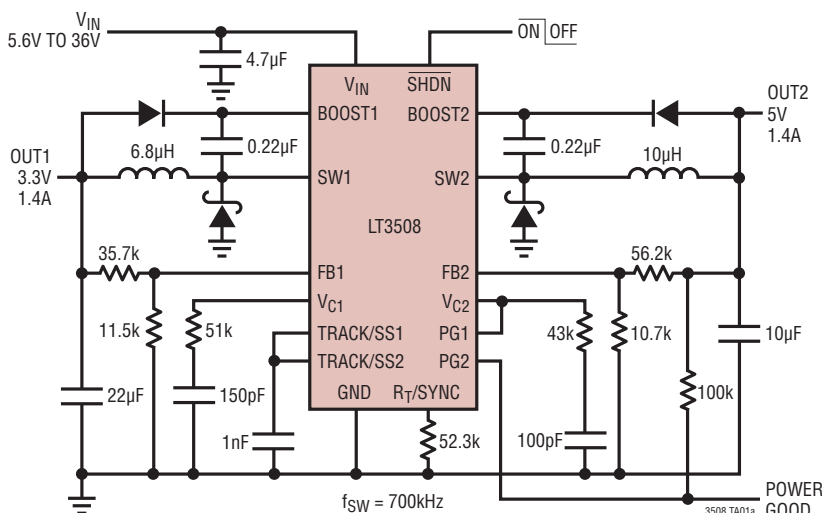 VIN
5.6V TO 36V
4.7µF
ON OFF
VIN
SHDN
BOOST1
BOOST2
OUT2
5V
1.4A
0.22µF
0.22µF
OUT1
3.3V
1.4A
6.8µH
10µH
SW1
SW2
LT3508
35.7k
FB1
FB2
56.2k
VC1
VC2
11.5k
51k
TRACK/SS1
PG1
43k
10.7k
10µF
TRACK/SS2
PG2
22µF
150pF
GND
RT/SYNC
100k
1nF
52.3k
100pF
fSW = 700kHz
3508 TA01a
POWER
GOOD